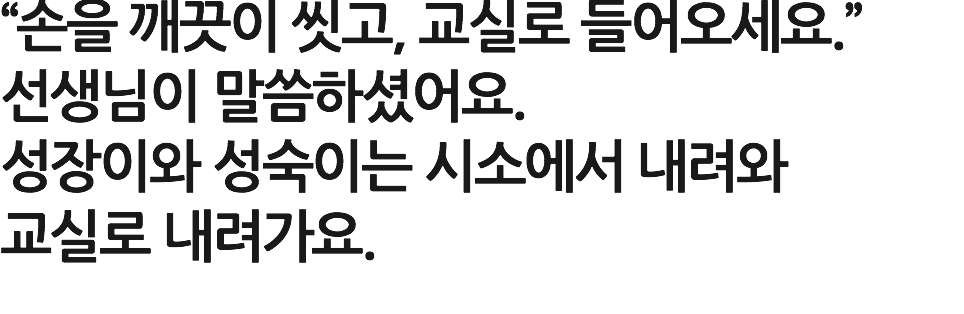 “손을 깨끗이 씻고, 교실로 들어오세요.”
선생님이 말씀하셨어요.
성장이와 성숙이는 시소에서 내려와
교실로 내려가요.